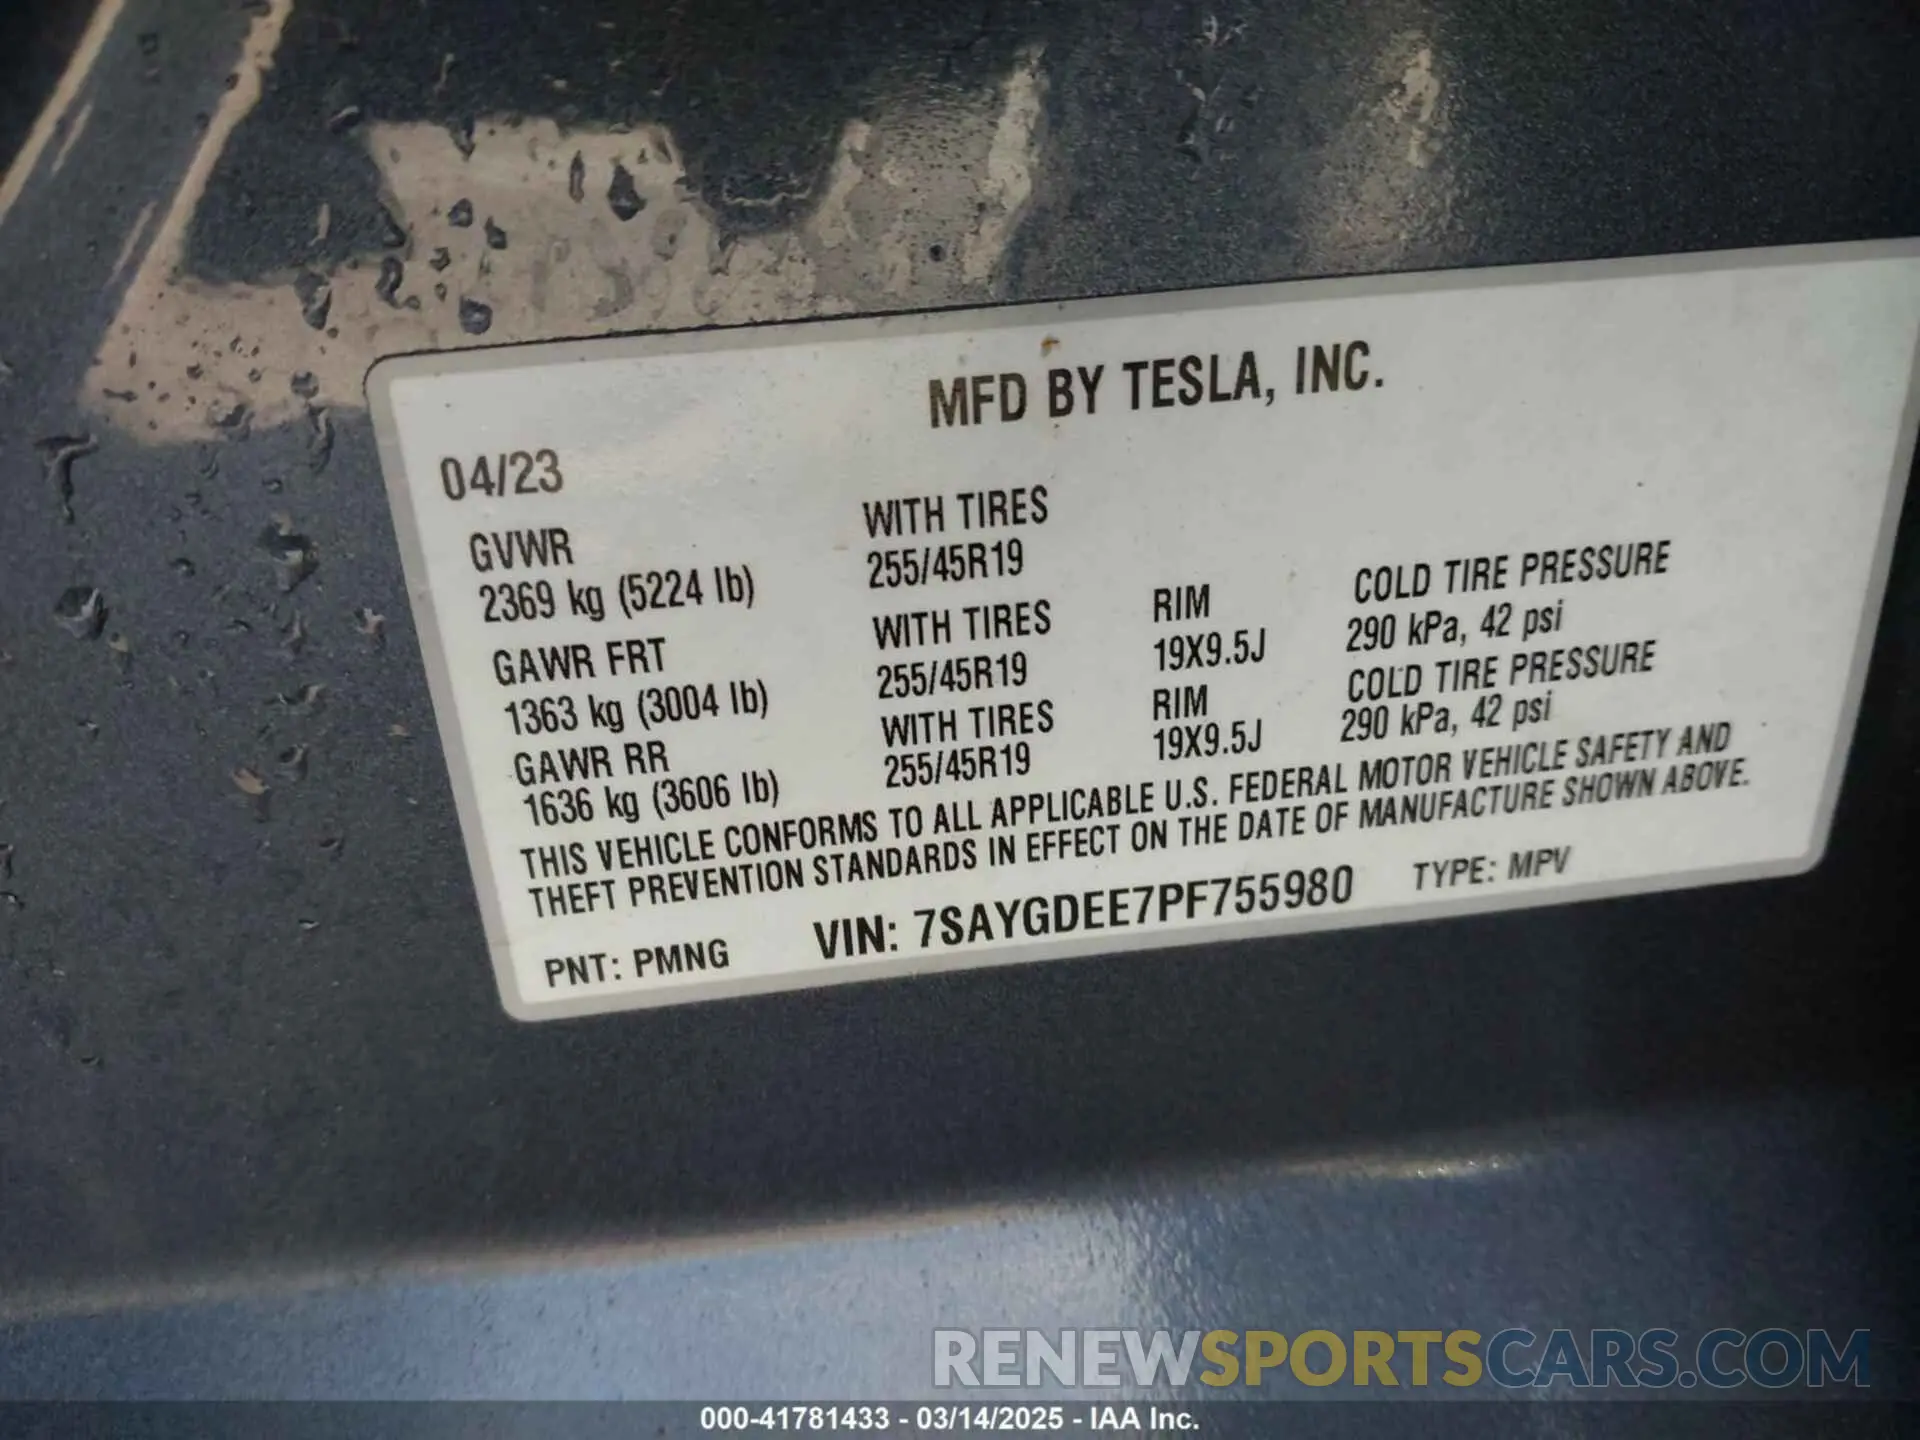 MFD BY TESLA, INC.
04/23
GVWR WITH TIRES
2369 kg (5224 lb) 255/45R19
GAWR FRT WITH TIRES RIM COLD TIRE PRESSURE
1363 kg (3004 lb) 255/45R19 19X9.5J 290 kPa, 42 psi
GAWR RR WITH TIRES RIM COLD TIRE PRESSURE
1636 kg (3606 lb) 255/45R19 19X9.5J 290 kPa, 42 psi
THIS VEHICLE CONFORMS TO ALL APPLICABLE U.S. FEDERAL MOTOR VEHICLE SAFETY AND
THEFT PREVENTION STANDARDS IN EFFECT ON THE DATE OF MANUFACTURE SHOWN ABOVE.
PNT: PMNG VIN: 7SAYGDEE7PF755980 TYPE: MPV
RENEWSPORTSCARS.COM
000-41781433 - 03/14/2025 - IAA Inc.